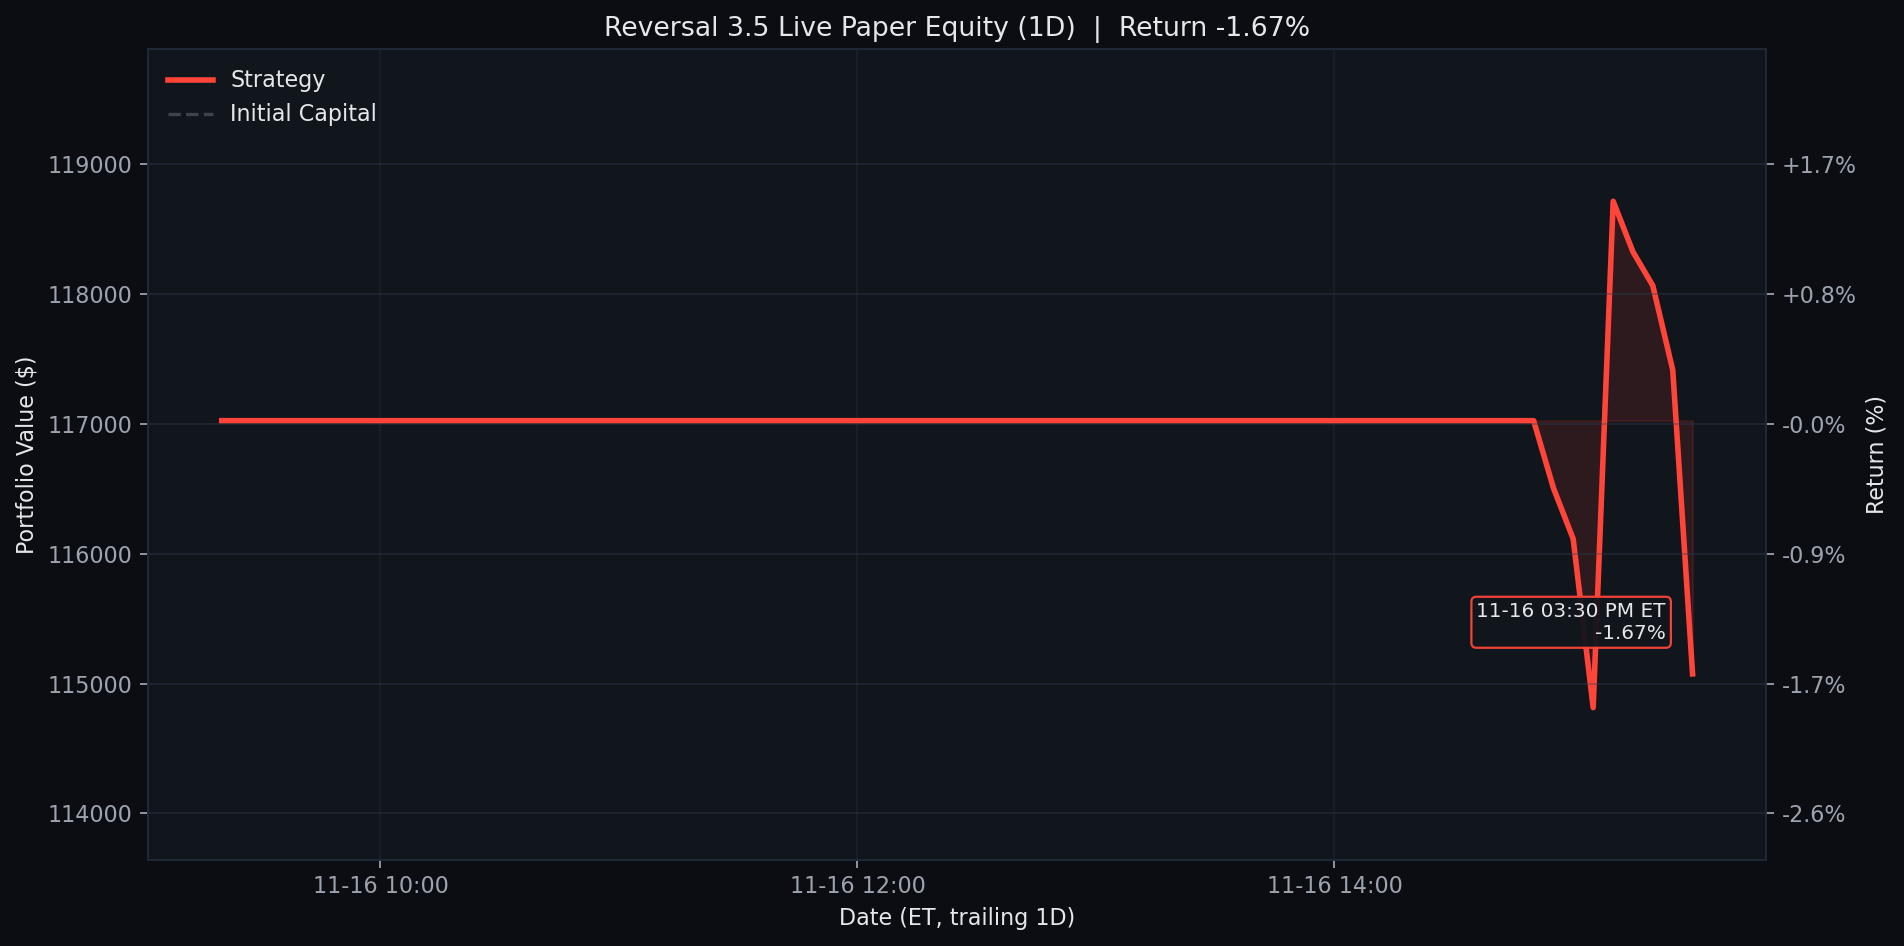 Reversal 3.5 Live Paper Equity (1D)  |  Return -1.67%
Strategy
Initial Capital
119000
118000
117000
116000
115000
114000
Portfolio Value ($)
+1.7%
+0.8%
-0.0%
-0.9%
-1.7%
-2.6%
Return (%)
11-16 03:30 PM ET
-1.67%
11-16 10:00
11-16 12:00
11-16 14:00
Date (ET, trailing 1D)